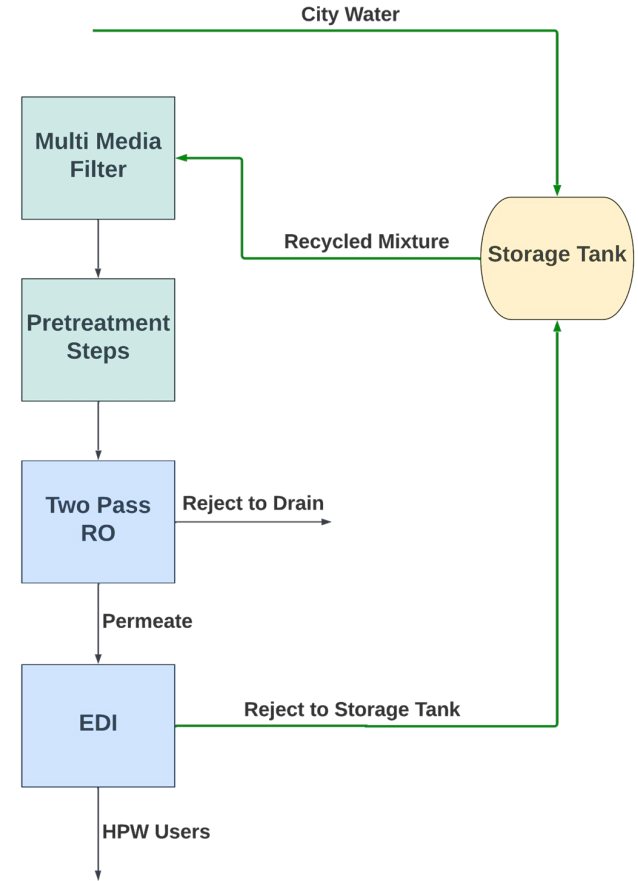 City Water
Multi Media
Filter
Recycled Mixture
Storage Tank
Pretreatment
Steps
Two Pass
RO
Reject to Drain
Permeate
EDI
Reject to Storage Tank
HPW Users